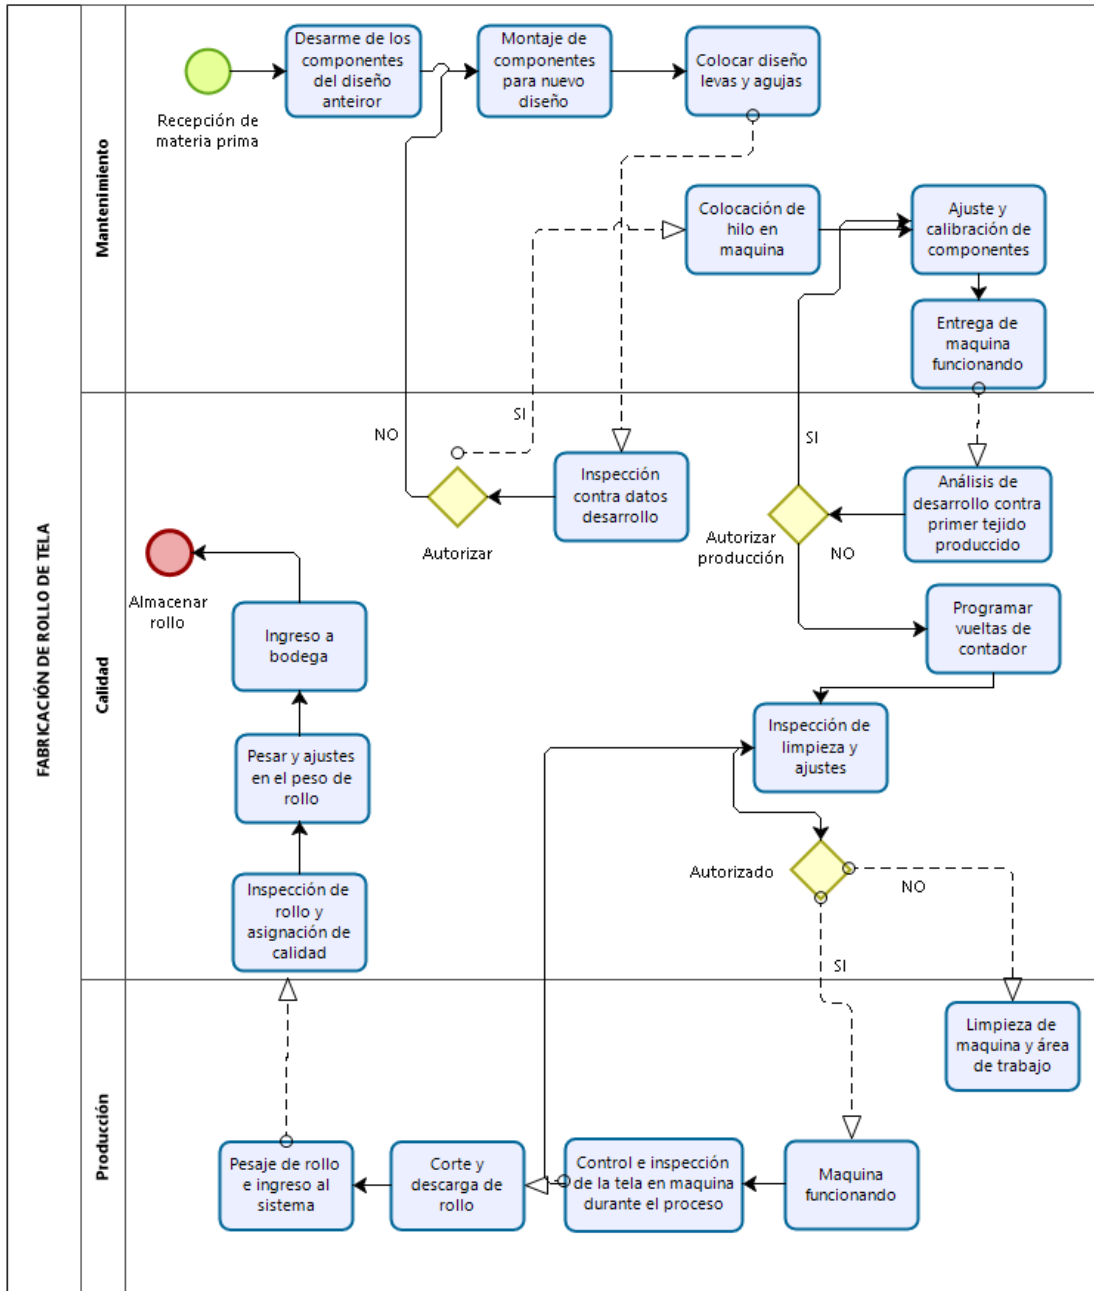 FABRICACIÓN DE ROLLO DE TELA
Mantenimiento
Recepción de
materia prima
Desarme de los
componentes
del diseño
anteiror
Montaje de
componentes
para nuevo
diseño
Colocar diseño
levas y agujas
Colocación de
hilo en
maquina
Ajuste y
calibración de
componentes
Entrega de
maquina
funcionando
Calidad
NO
SI
Autorizar
Inspección
contra datos
desarrollo
SI
Autorizar
producción
NO
Análisis de
desarrollo contra
primer tejido
produccido
Programar
vueltas de
contador
Inspección de
limpieza y
ajustes
Autorizado
NO
SI
Almacenar
rollo
Ingreso a
bodega
Pesar y ajustes
en el peso de
rollo
Inspección de
rollo y
asignación de
calidad
Producción
Limpieza de
maquina y área
de trabajo
Pesaje de rollo
e ingreso al
sistema
Corte y
descarga de
rollo
Control e inspección
de la tela en maquina
durante el proceso
Maquina
funcionando